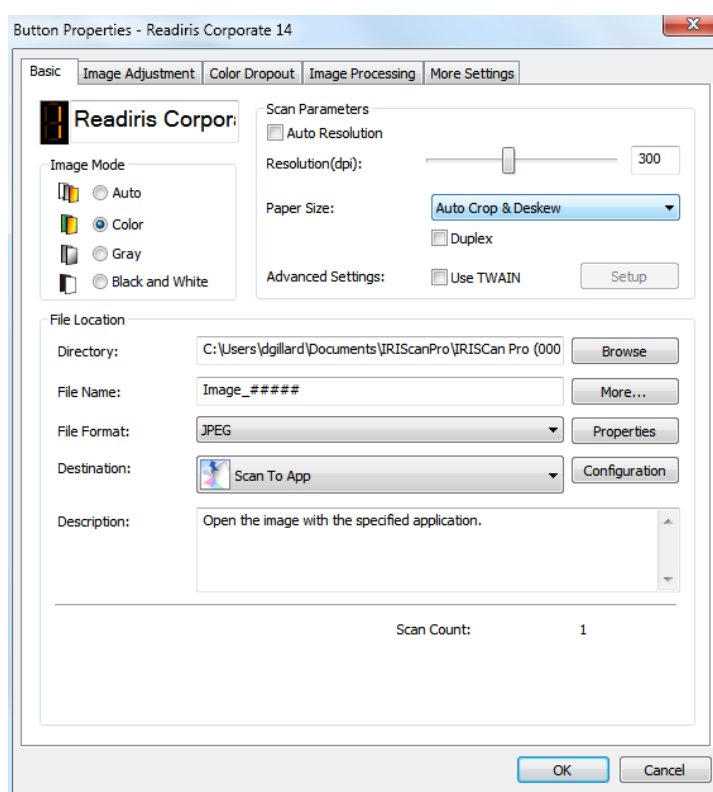 Button Properties - Readiris Corporate 14
Basic Image Adjustment Color Dropout Image Processing More Settings
1 Readiris Corpor
Image Mode
Auto
Color
Gray
Black and White
Scan Parameters
Auto Resolution
Resolution(dpi): 300
Paper Size: Auto Crop & Deskew
Duplex
Advanced Settings: Use TWAIN Setup
File Location
Directory: C:\Users\dgillard\Documents\IRIScanPro\IRISCan Pro (000 Browse
File Name: Image_##### More...
File Format: JPEG Properties
Destination: Scan To App Configuration
Description: Open the image with the specified application.
Scan Count: 1
OK Cancel